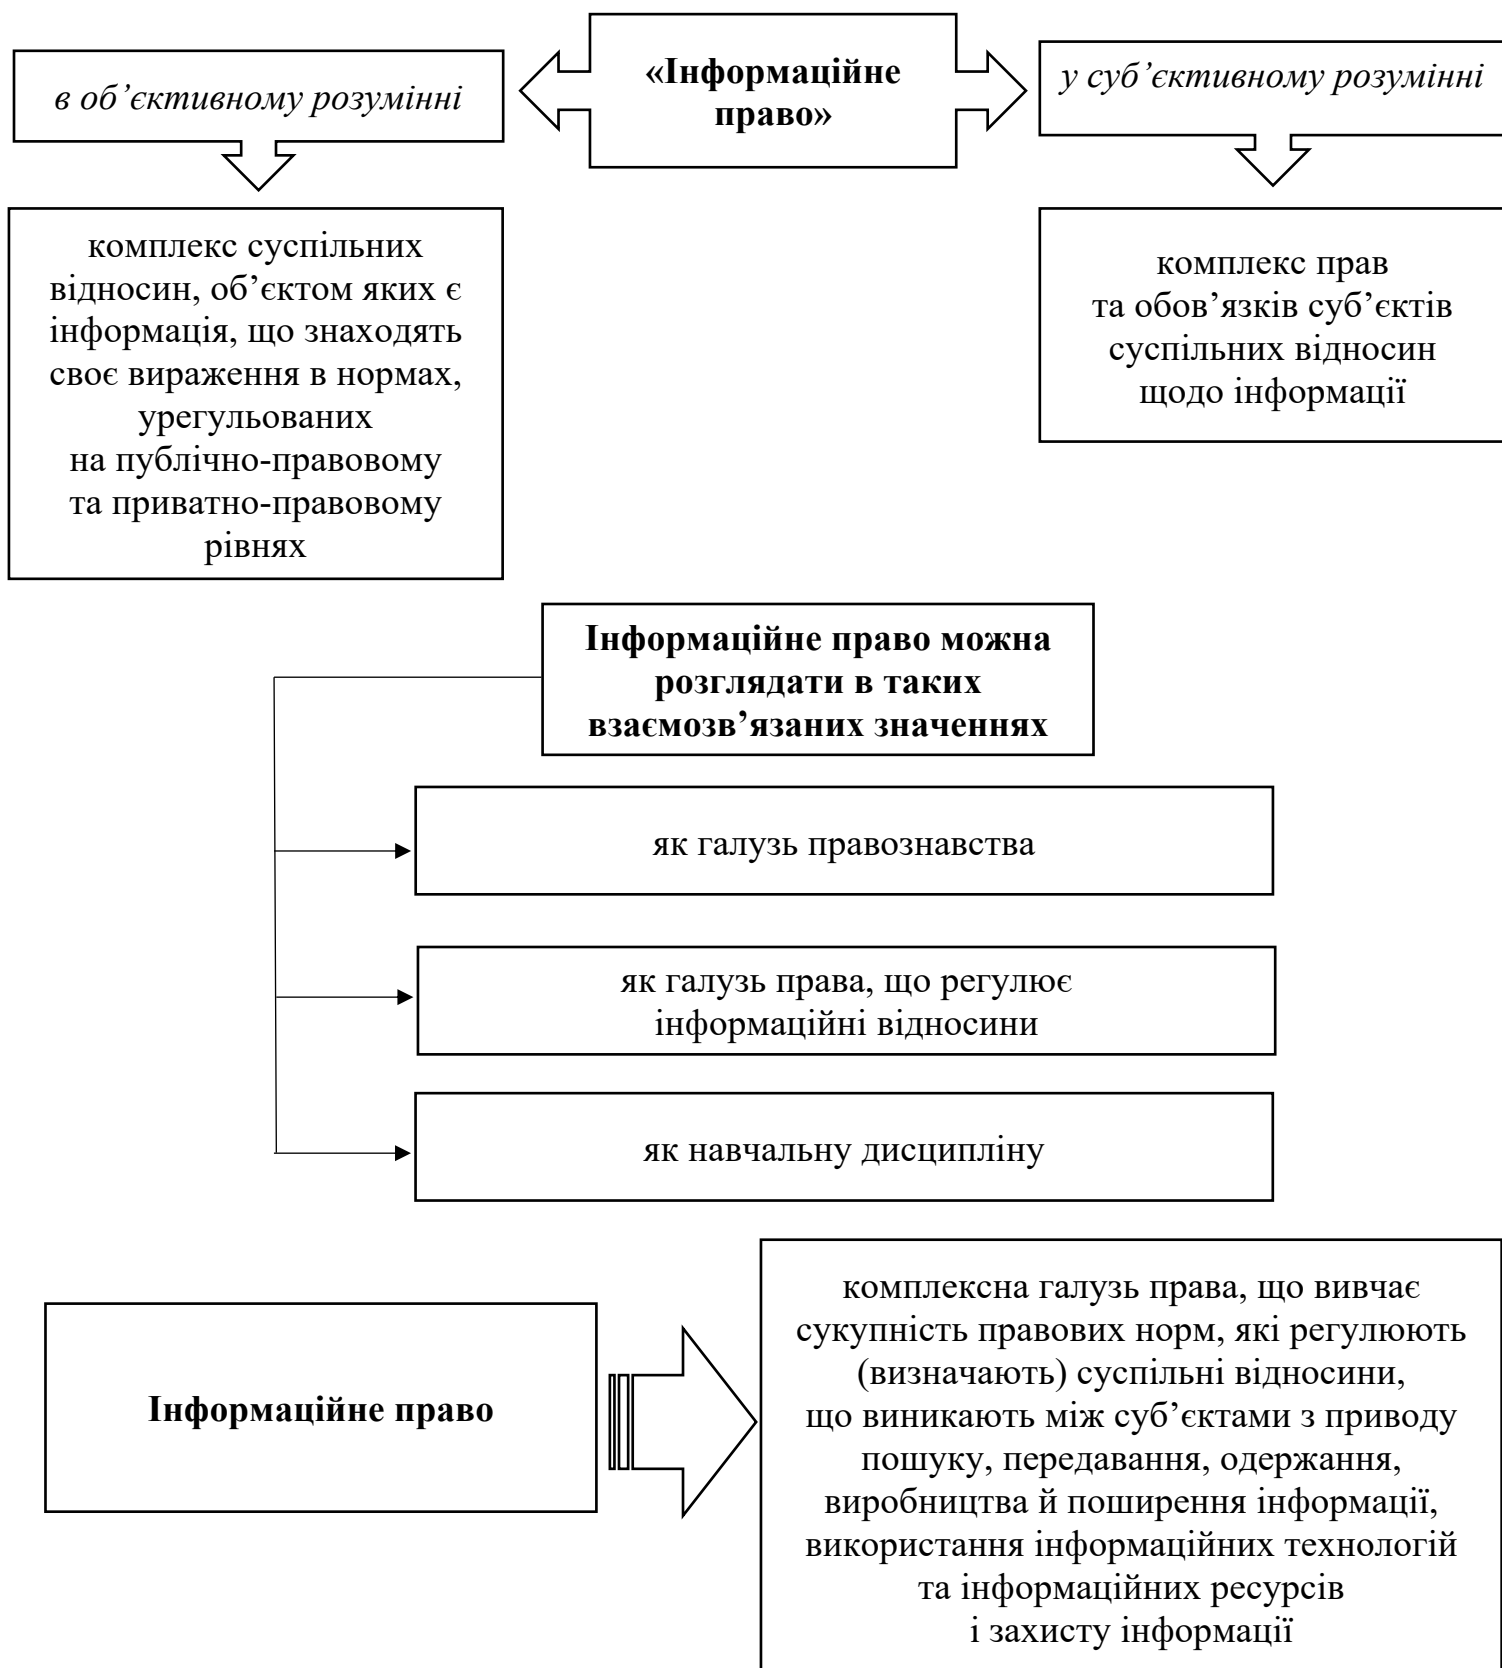 «Інформаційне
право»
в об’єктивному розумінні
у суб’єктивному розумінні
комплекс суспільних
відносин, об’єктом яких є
інформація, що знаходять
своє вираження в нормах,
урегульованих
на публічно-правовому
та приватно-правовому
рівнях
комплекс прав
та обов’язків суб’єктів
суспільних відносин
щодо інформації
Інформаційне право можна
розглядати в таких
взаємозв’язаних значеннях
як галузь правознавства
як галузь права, що регулює
інформаційні відносини
як навчальну дисципліну
Інформаційне право
комплексна галузь права, що вивчає
сукупність правових норм, які регулюють
(визначають) суспільні відносини,
що виникають між суб’єктами з приводу
пошуку, передавання, одержання,
виробництва й поширення інформації,
використання інформаційних технологій
та інформаційних ресурсів
і захисту інформації